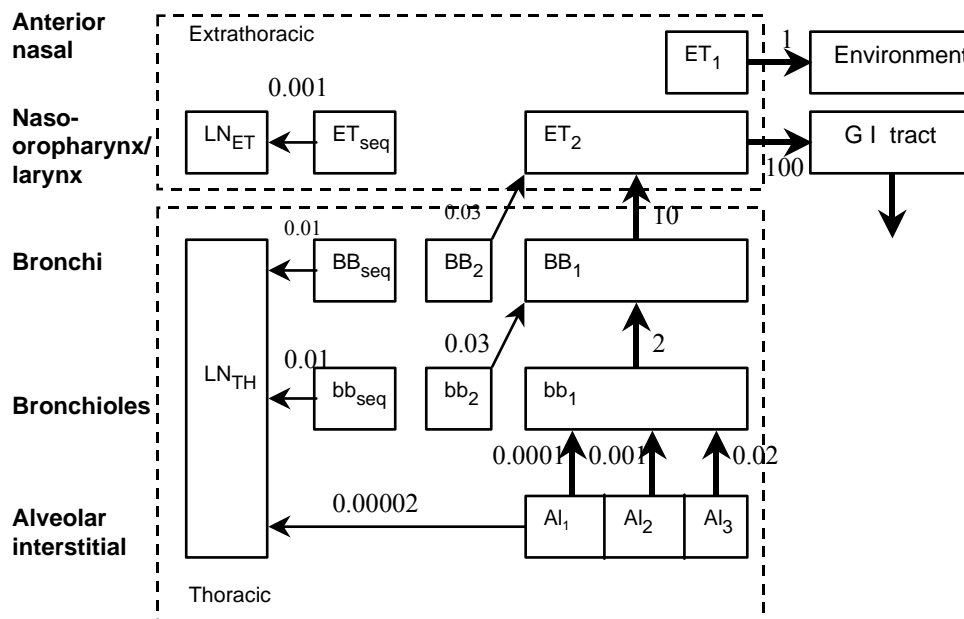 Anterior
nasal
Extrathoracic
ET1
1
Environment
0.001
Naso-
oropharynx/
larynx
LNET
ETseq
ET2
100
G I tract
0.03
10
0.01
Bronchi
BBseq
BB2
BB1
0.03
2
0.01
LNTH
Bronchioles
bbseq
bb2
bb1
0.0001
0.001
0.02
0.00002
Alveolar
interstitial
AI1
AI2
AI3
Thoracic